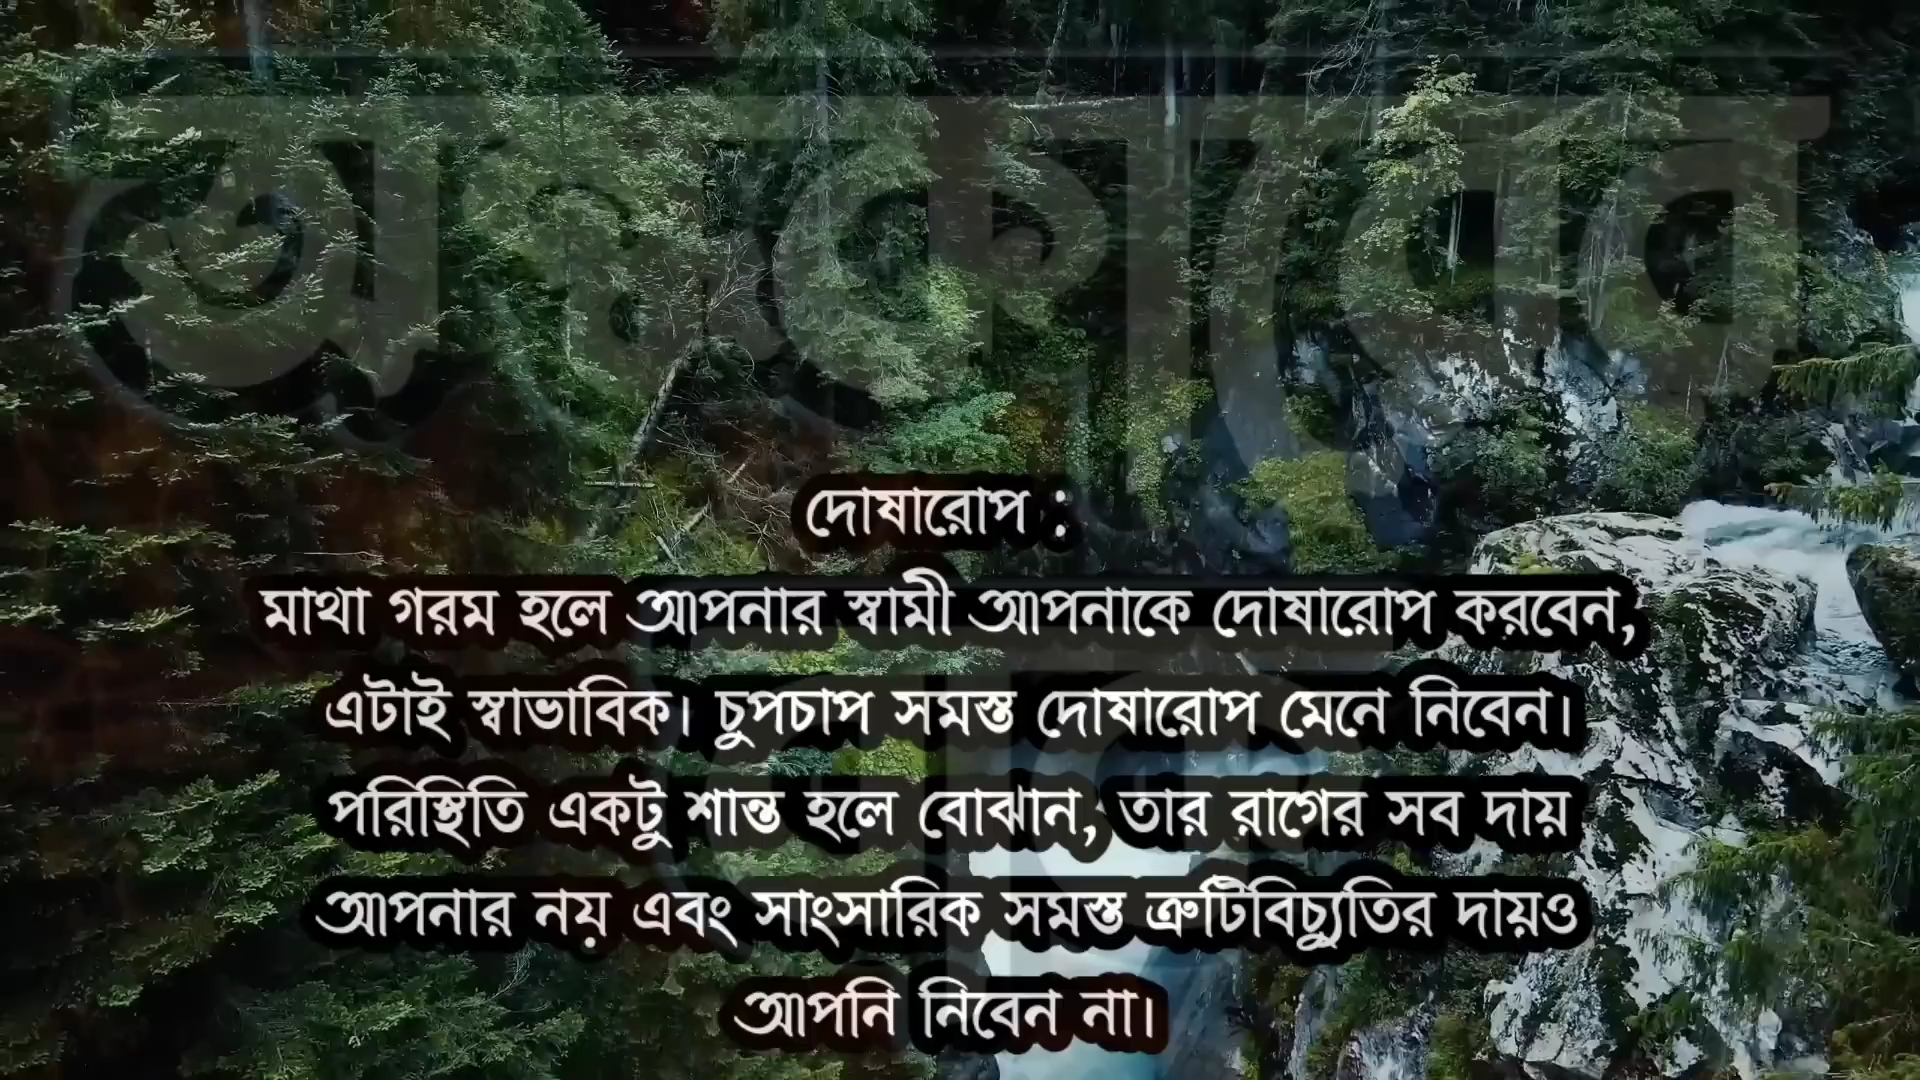 দোষারোপ :
মাথা গরম হলে আপনার স্বামী আপনাকে দোষারোপ করবেন,
এটাই স্বাভাবিক। চুপচাপ সমস্ত দোষারোপ মেনে নিবেন।
পরিস্থিতি একটু শান্ত হলে বোঝান, তার রাগের সব দায়
আপনার নয় এবং সাংসারিক সমস্ত ত্রুটিবিচ্যুতির দায়ও
আপনি নিবেন না।